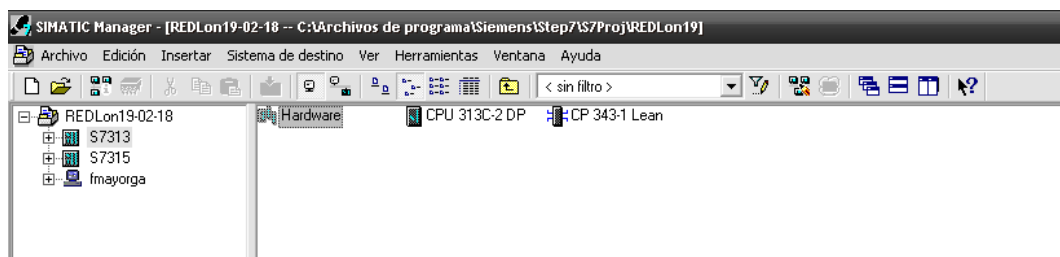 SIMATIC Manager - [REDLon19-02-18 -- C:\Archivos de programa\Siemens\Step7\S7Proj\REDLon19]
Archivo Edición Insertar Sistema de destino Ver Herramientas Ventana Ayuda
< sin filtro >
REDLon19-02-18
S7313
S7315
fmayorga
Hardware CPU 313C-2 DP CP 343-1 Lean